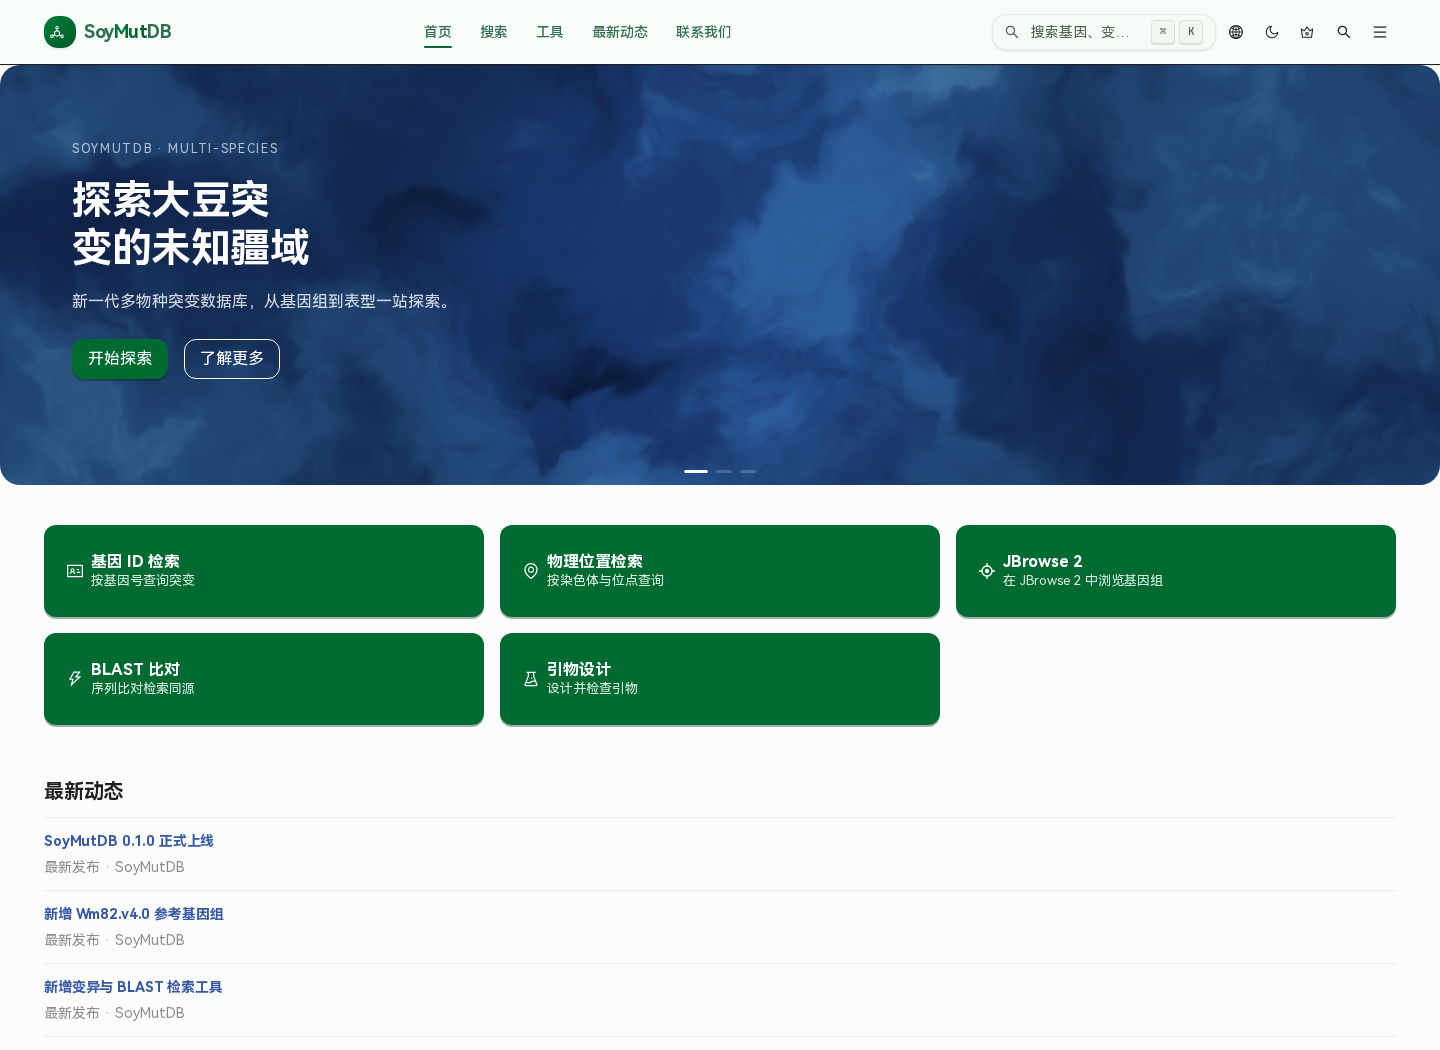 SoyMutDB
首页 搜索 工具 最新动态 联系我们
搜索基因、变… ⌘ K
SOYMUTDB · MULTI-SPECIES
探索大豆突
变的未知疆域
新一代多物种突变数据库，从基因组到表型一站探索。
开始探索 了解更多
基因 ID 检索
按基因号查询突变
物理位置检索
按染色体与位点查询
JBrowse 2
在 JBrowse 2 中浏览基因组
BLAST 比对
序列比对检索同源
引物设计
设计并检查引物
最新动态
SoyMutDB 0.1.0 正式上线
最新发布 · SoyMutDB
新增 Wm82.v4.0 参考基因组
最新发布 · SoyMutDB
新增变异与 BLAST 检索工具
最新发布 · SoyMutDB